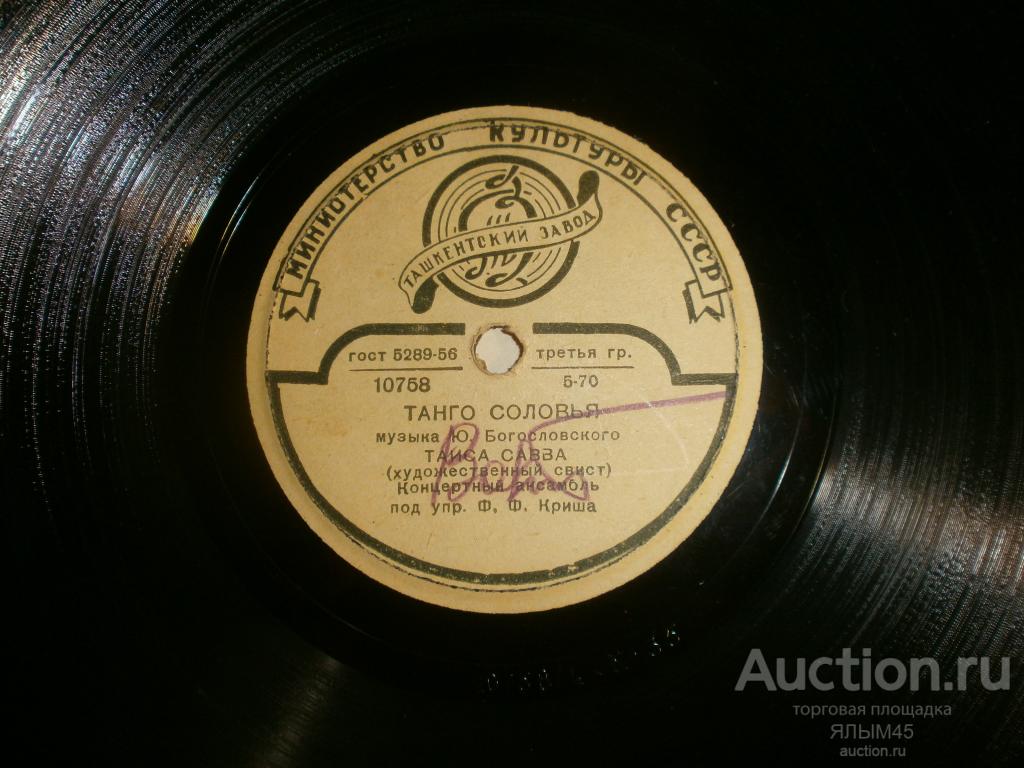 МИНИСТЕРСТВО КУЛЬТУРЫ СССР
ТАШКЕНТСКИЙ ЗАВОД
гост 5289-56 третья гр.
10758 5-70
ТАНГО СОЛОВЬЯ
музыка Ю. Богословского
ТАИСА САВВА
(художественный свист)
Концертный ансамбль
под упр. Ф, Ф. Криша
Auction.ru
торговая площадка
ЯЛЫМ45
auction.ru